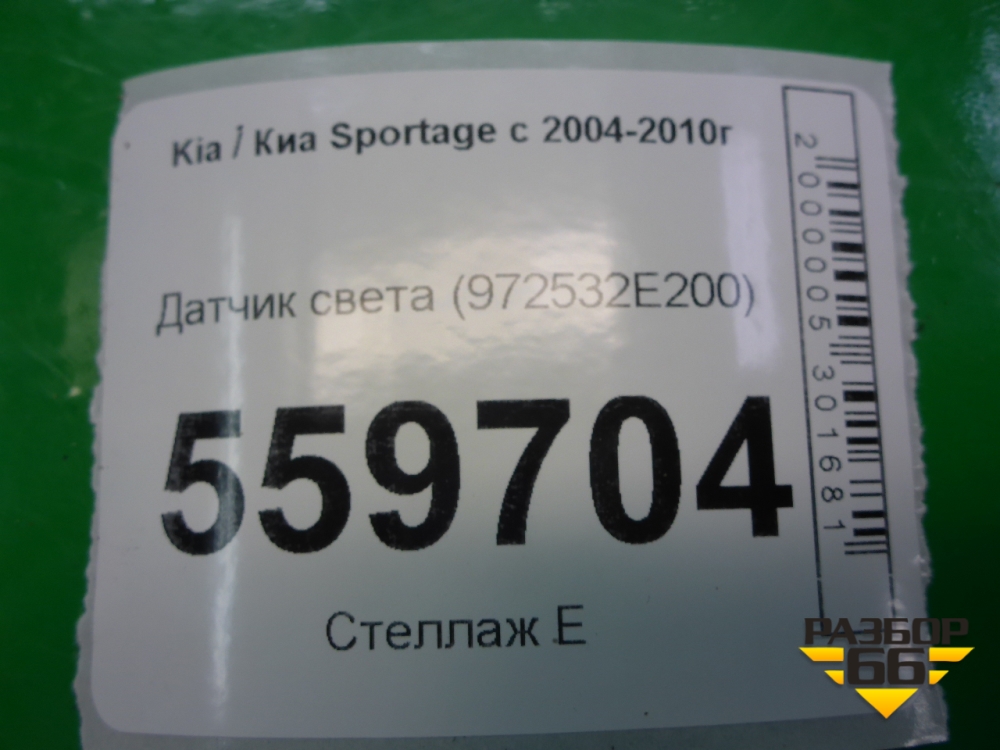 Kia / Киа Sportage с 2004-2010г
Датчик света (972532E200)
559704
Стеллаж Е
2000005301681
РАЗБОР
66